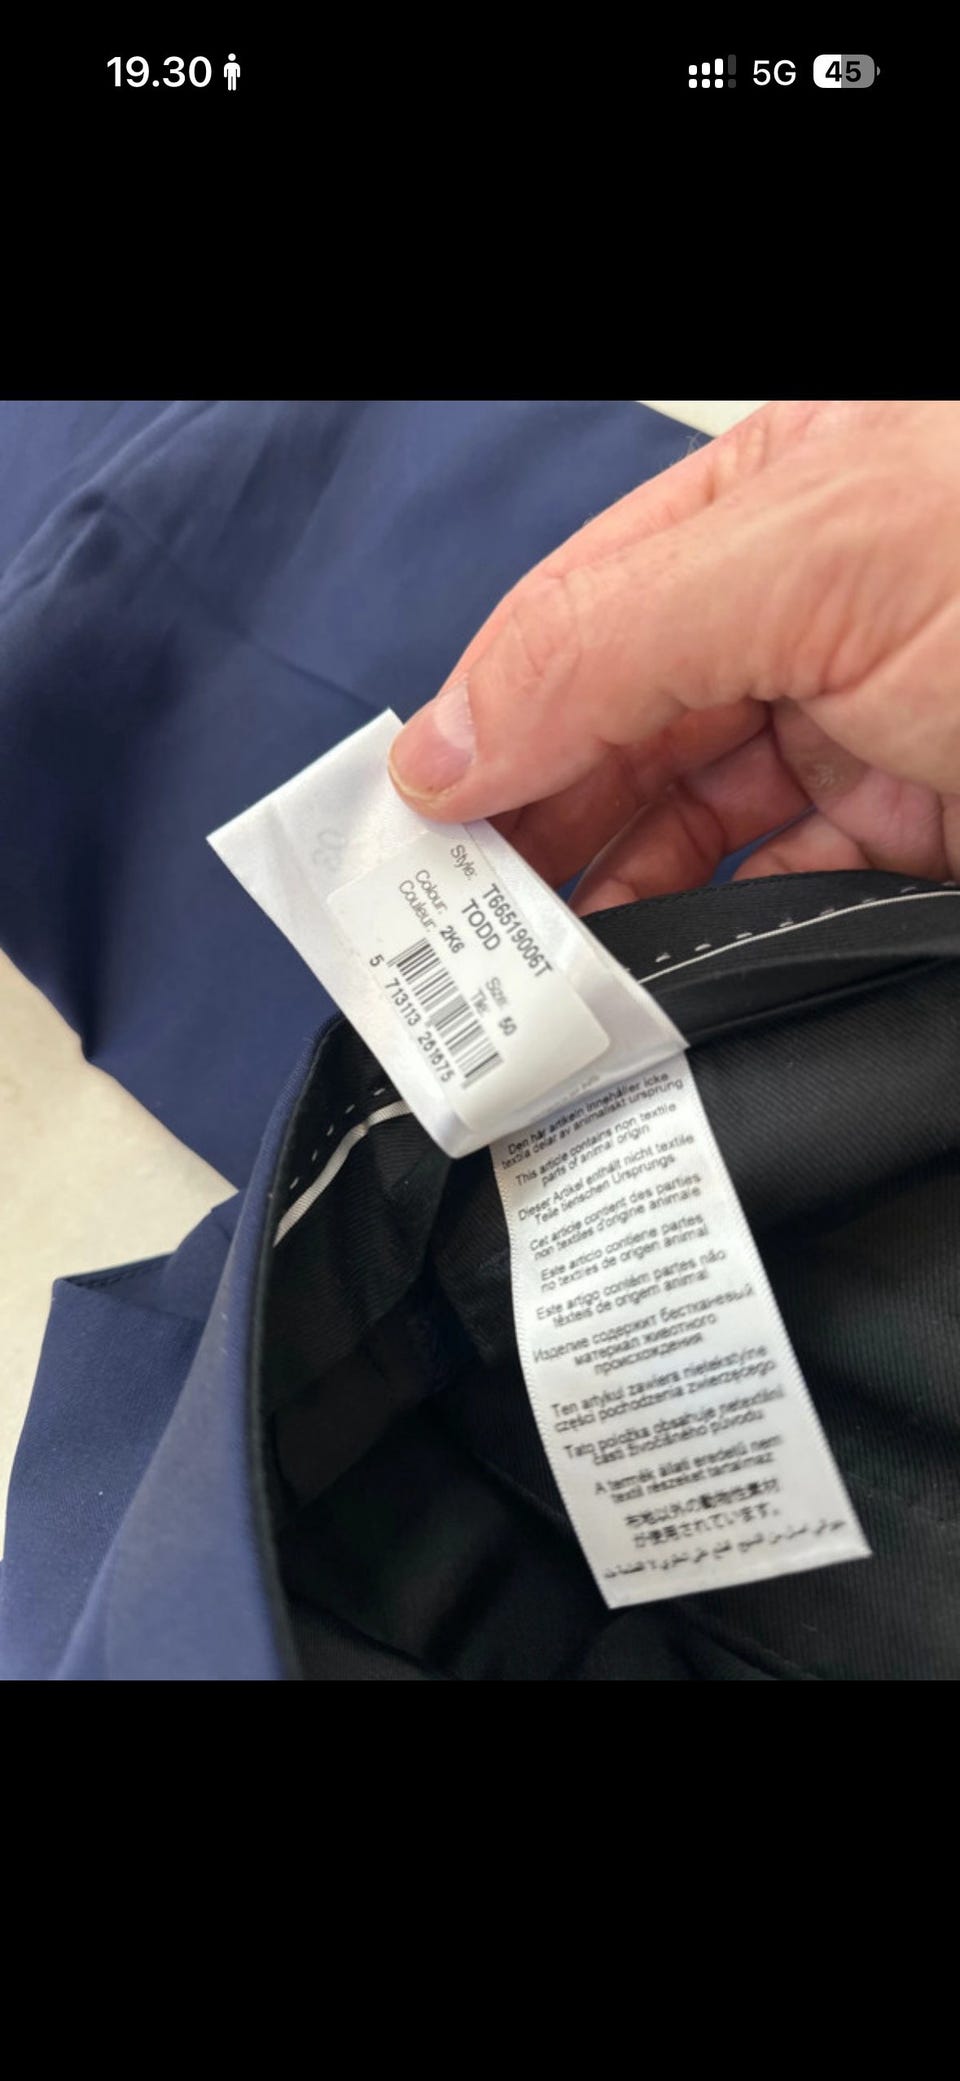 19.30
5G
45
Style: T66519006T
TODD
Colour: 2K6
Couleur:
Size: 50
5 713113 261675
Den här artikeln innehåller icke
textila delar av animaliskt ursprung
This article contains non textile
parts of animal origin
Dieser Artikel enthält nicht textile
Teile tierischen Ursprungs
Cet article contient des parties
non textiles d'origine animale
Este articio contiene partes
no textiles de origen animal
Este artigo contém partes não
têxteis de origem animal
Изделие содержит бестканевый
материал животного
происхождения
Ten artykuł zawiera nietekstylne
części pochodzenia zwierzęcego
Tato položka obsahuje netextilní
části živočišného původu
A termék állati eredetű nem
textil részeket tartalmaz
布地以外の動物性素材
が使用されています。